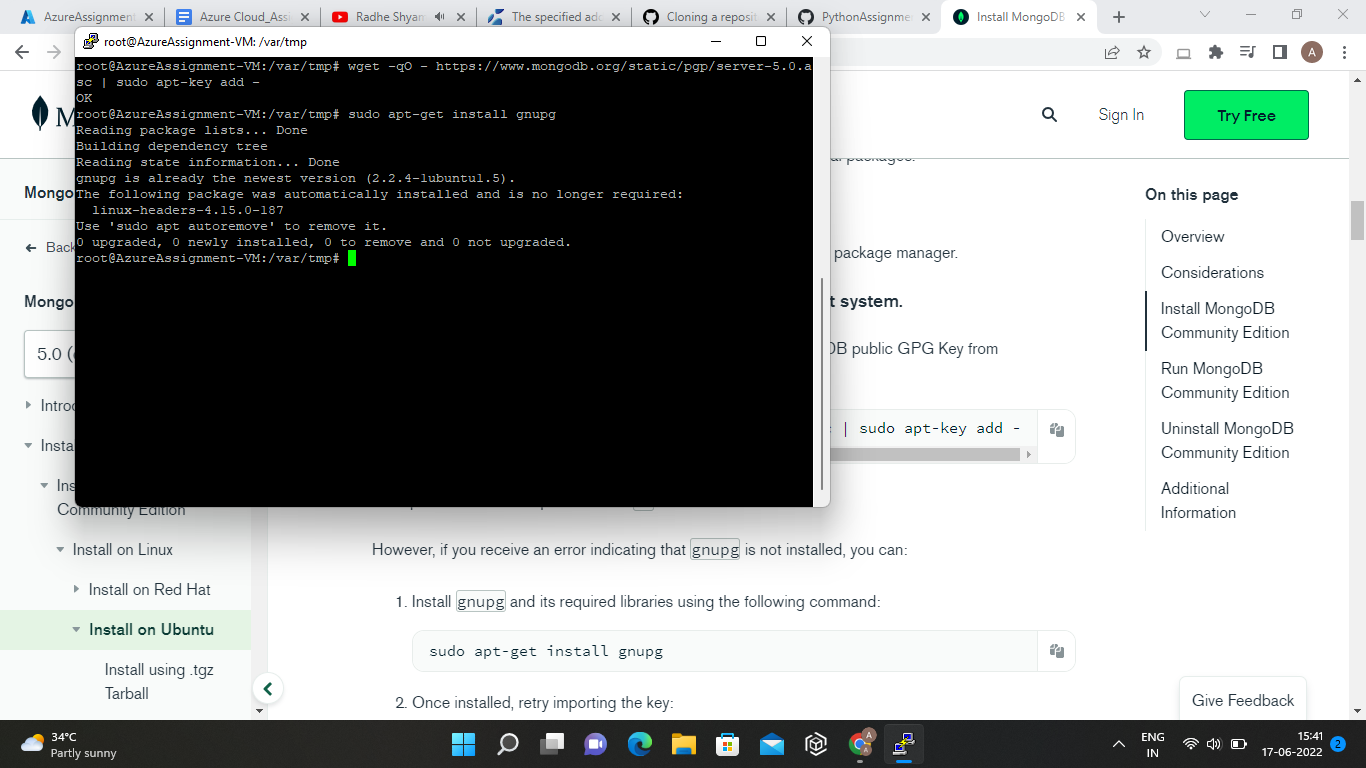 AzureAssignment
Azure Cloud_Assi
Radhe Shyam
The specified add
Cloning a reposit
PythonAssignme
Install MongoDB
A
root@AzureAssignment-VM: /var/tmp
root@AzureAssignment-VM:/var/tmp# wget -qO - https://www.mongodb.org/static/pgp/server-5.0.a
sc | sudo apt-key add -
OK
root@AzureAssignment-VM:/var/tmp# sudo apt-get install gnupg
Reading package lists... Done
Building dependency tree
Reading state information... Done
gnupg is already the newest version (2.2.4-1ubuntu1.5).
The following package was automatically installed and is no longer required:
  linux-headers-4.15.0-187
Use 'sudo apt autoremove' to remove it.
0 upgraded, 0 newly installed, 0 to remove and 0 not upgraded.
root@AzureAssignment-VM:/var/tmp#
M
Sign In
Try Free
packages.
package manager.
t system.
DB public GPG Key from
| sudo apt-key add -
Mongo
Back
Mongo
5.0 (
Introd
Insta
Ins
Community Edition
Install on Linux
Install on Red Hat
Install on Ubuntu
Install using .tgz
Tarball
However, if you receive an error indicating that gnupg is not installed, you can:
1. Install gnupg and its required libraries using the following command:
sudo apt-get install gnupg
2. Once installed, retry importing the key:
On this page
Overview
Considerations
Install MongoDB
Community Edition
Run MongoDB
Community Edition
Uninstall MongoDB
Community Edition
Additional
Information
Give Feedback
34°C
Partly sunny
A
A
ENG
IN
15:41
17-06-2022
2